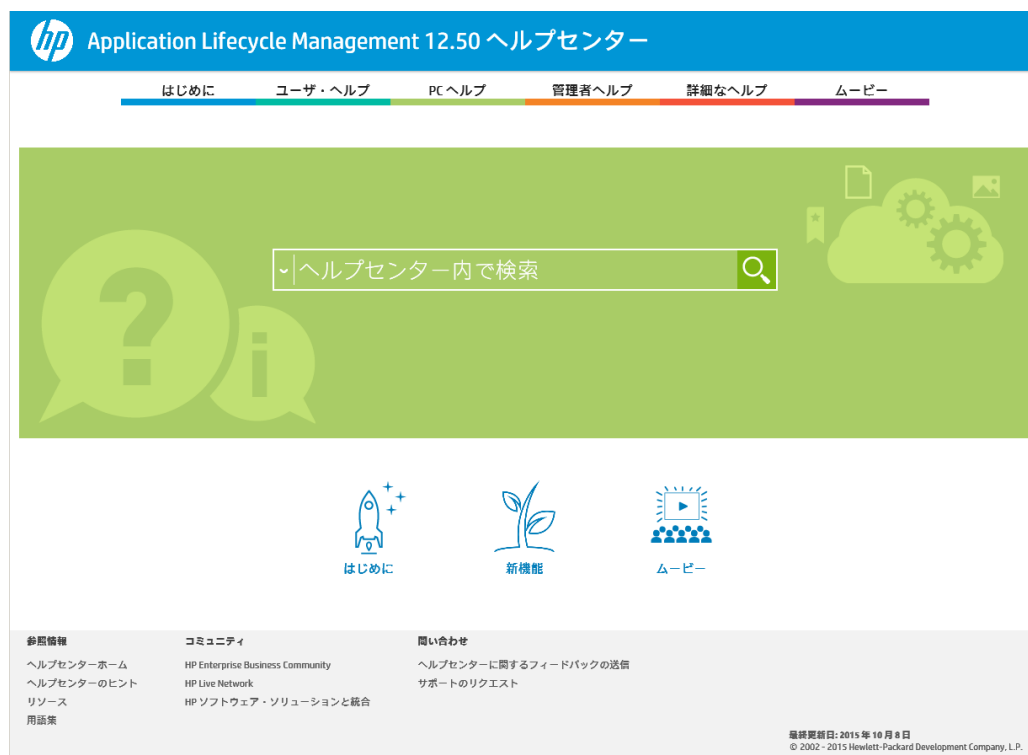 hp Application Lifecycle Management 12.50 ヘルプセンター
はじめに ユーザ・ヘルプ PC ヘルプ 管理者ヘルプ 詳細なヘルプ ムービー
ヘルプセンター内で検索
はじめに 新機能 ムービー
参照情報 コミュニティ 問い合わせ
ヘルプセンターホーム HP Enterprise Business Community ヘルプセンターに関するフィードバックの送信
ヘルプセンターのヒント HP Live Network サポートのリクエスト
リソース HP ソフトウェア・ソリューションと統合
用語集
最終更新日: 2015 年 10 月 8 日
© 2002 - 2015 Hewlett-Packard Development Company, L.P.